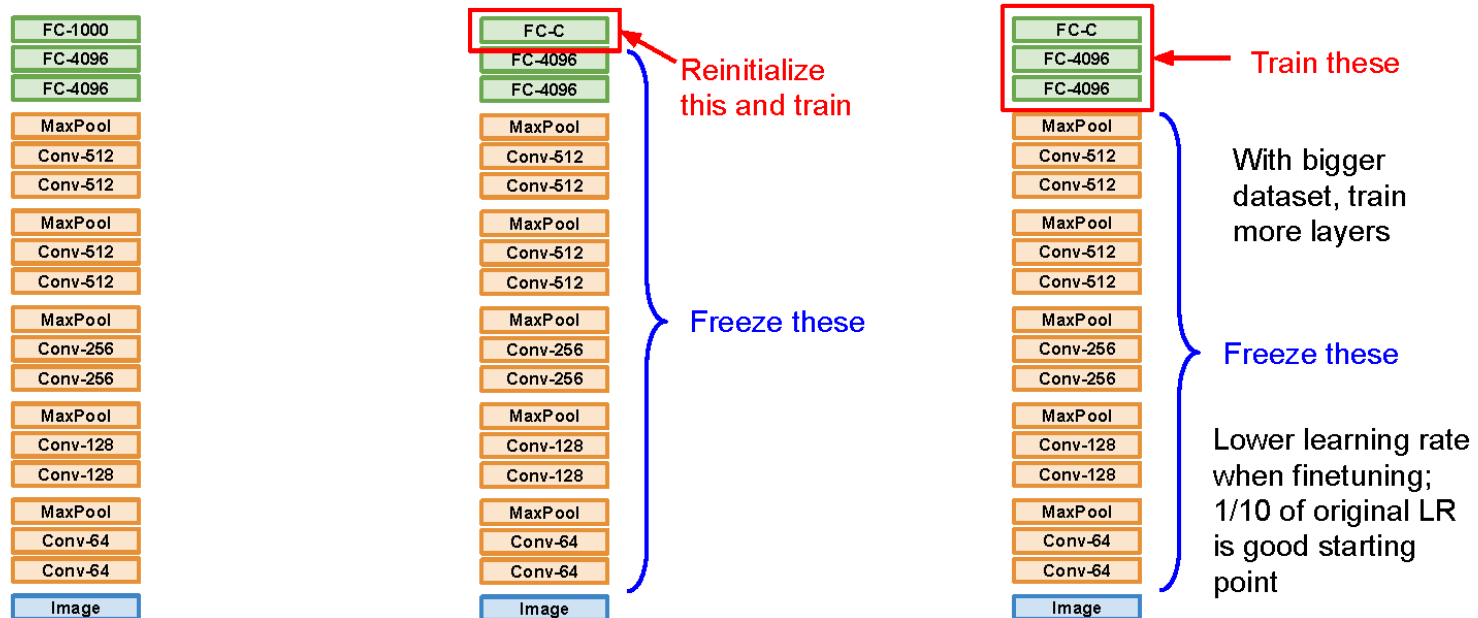 FC-1000
FC-4096
FC-4096
MaxPool
Conv-512
Conv-512
MaxPool
Conv-512
Conv-512
MaxPool
Conv-256
Conv-256
MaxPool
Conv-128
Conv-128
MaxPool
Conv-64
Conv-64
Image
FC-C
FC-4096
FC-4096
MaxPool
Conv-512
Conv-512
MaxPool
Conv-512
Conv-512
MaxPool
Conv-256
Conv-256
MaxPool
Conv-128
Conv-128
MaxPool
Conv-64
Conv-64
Image
Reinitialize
this and train
Freeze these
FC-C
FC-4096
FC-4096
MaxPool
Conv-512
Conv-512
MaxPool
Conv-512
Conv-512
MaxPool
Conv-256
Conv-256
MaxPool
Conv-128
Conv-128
MaxPool
Conv-64
Conv-64
Image
Train these
With bigger
dataset, train
more layers
Freeze these
Lower learning rate
when finetuning;
1/10 of original LR
is good starting
point